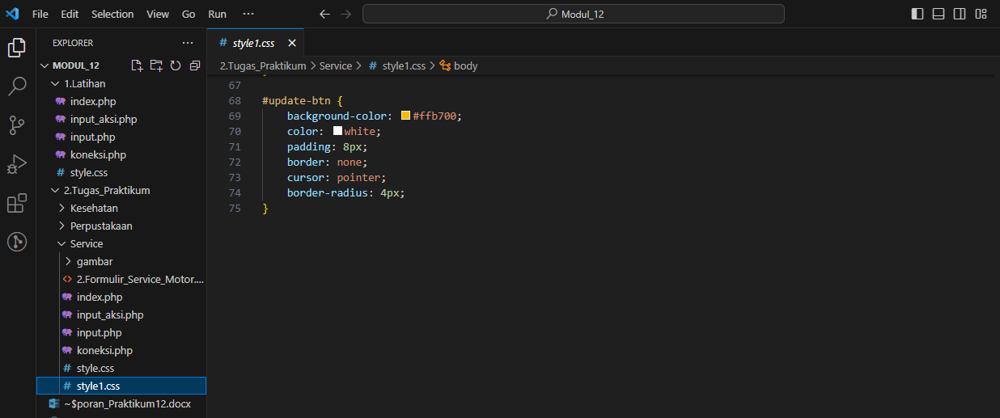 File Edit Selection View Go Run ··· Modul_12
EXPLORER ···
MODUL_12
1.Latihan
index.php
input_aksi.php
input.php
koneksi.php
# style.css
2.Tugas_Praktikum
Kesehatan
Perpustakaan
Service
gambar
<> 2.Formulir_Service_Motor....
index.php
input_aksi.php
input.php
koneksi.php
# style.css
# style1.css
~$poran_Praktikum12.docx
# style1.css
2.Tugas_Praktikum > Service > # style1.css > body
67
68 #update-btn {
69 background-color: #ffb700;
70 color: white;
71 padding: 8px;
72 border: none;
73 cursor: pointer;
74 border-radius: 4px;
75 }